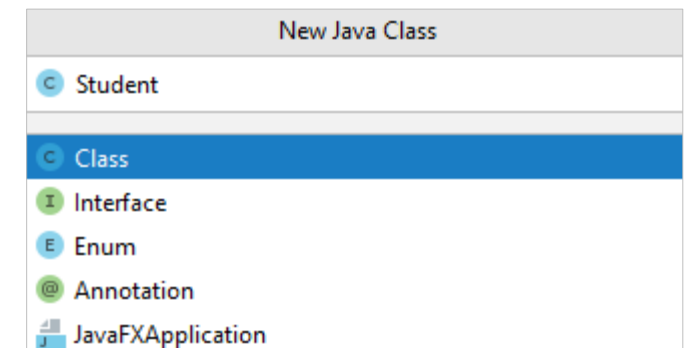 New Java Class
C Student
C Class
I Interface
E Enum
@ Annotation
J JavaFXApplication